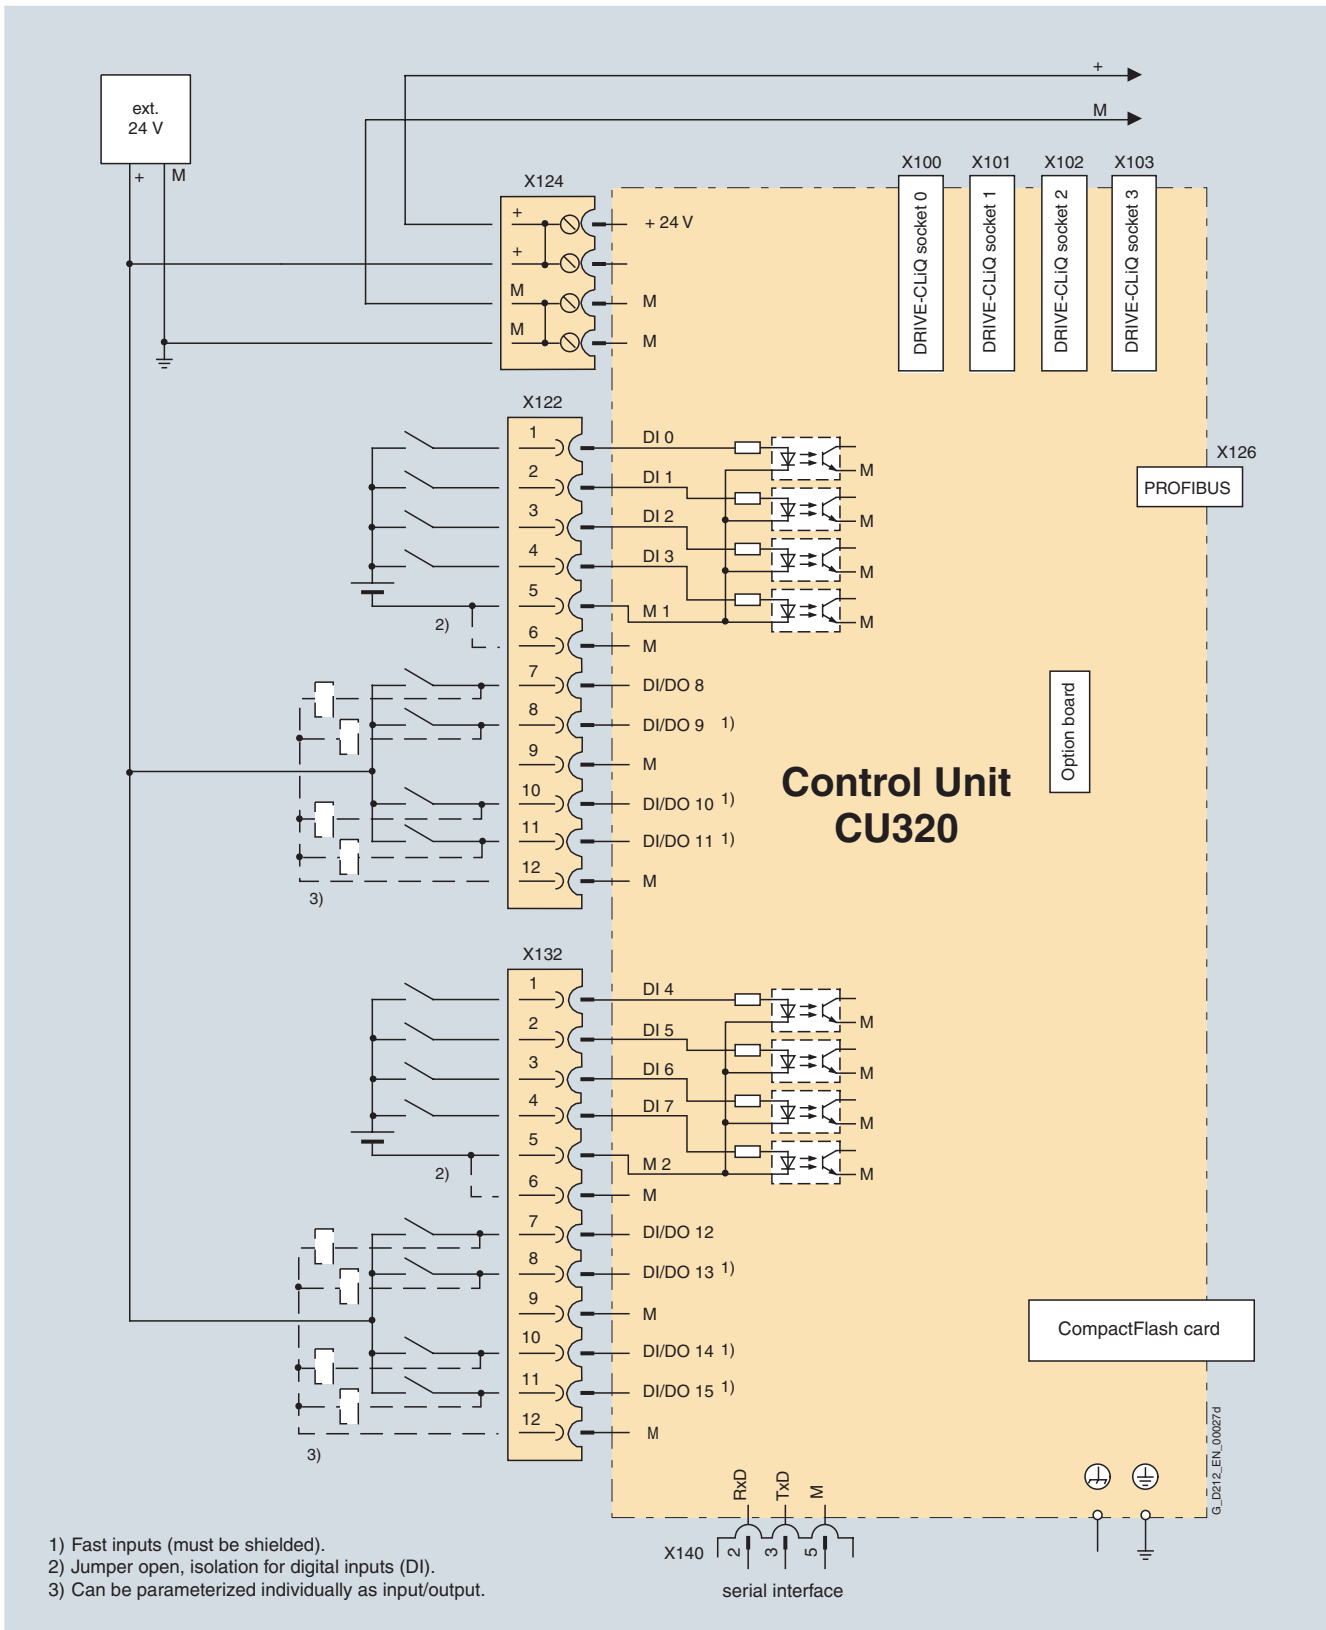 ext.
24 V
+
M
+
M
X124
+
+
M
M
+ 24 V
M
M
X100
X101
X102
X103
DRIVE-CLiQ socket 0
DRIVE-CLiQ socket 1
DRIVE-CLiQ socket 2
DRIVE-CLiQ socket 3
X122
1
2
3
4
5
6
7
8
9
10
11
12
DI 0
DI 1
DI 2
DI 3
M 1
M
DI/DO 8
DI/DO 9 1)
M
DI/DO 10 1)
DI/DO 11 1)
M
M
M
M
M
2)
3)
X126
PROFIBUS
Option board
Control Unit
CU320
X132
1
2
3
4
5
6
7
8
9
10
11
12
DI 4
DI 5
DI 6
DI 7
M 2
M
DI/DO 12
DI/DO 13 1)
M
DI/DO 14 1)
DI/DO 15 1)
M
M
M
M
M
2)
3)
CompactFlash card
G_D212_EN_00027d
RxD
TxD
M
X140
2
3
5
serial interface
1) Fast inputs (must be shielded).
2) Jumper open, isolation for digital inputs (DI).
3) Can be parameterized individually as input/output.